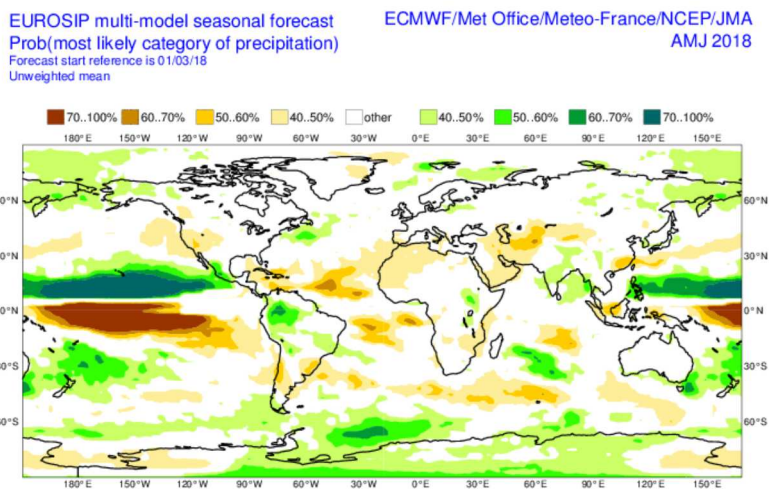 EUROSIP multi-model seasonal forecast
ECMWF/Met Office/Meteo-France/NCEP/JMA
Prob(most likely category of precipitation)
AMJ 2018
Forecast start reference is 01/03/18
Unweighted mean
70..100% 60..70% 50..60% 40..50% other 40..50% 50..60% 60..70% 70..100%
180°E 150°W 120°W 90°W 60°W 30°W 0°E 30°E 60°E 90°E 120°E 150°E
0°N 60°N
0°N 30°N
0°N 0°N
0°S 30°S
0°S 60°S
180°E 150°W 120°W 90°W 60°W 30°W 0°E 30°E 60°E 90°E 120°E 150°E